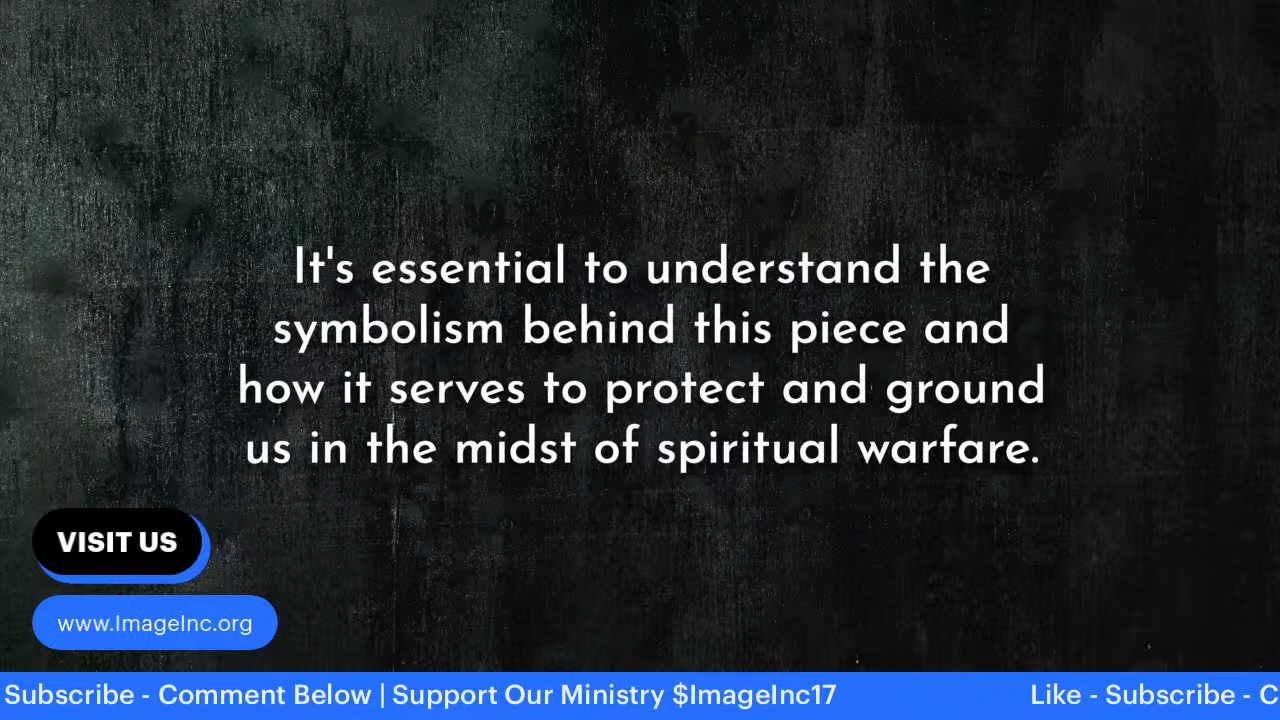 It's essential to understand the
symbolism behind this piece and
how it serves to protect and ground
us in the midst of spiritual warfare.
VISIT US
www.ImageInc.org
Subscribe - Comment Below | Support Our Ministry $ImageInc17 Like - Subscribe - C